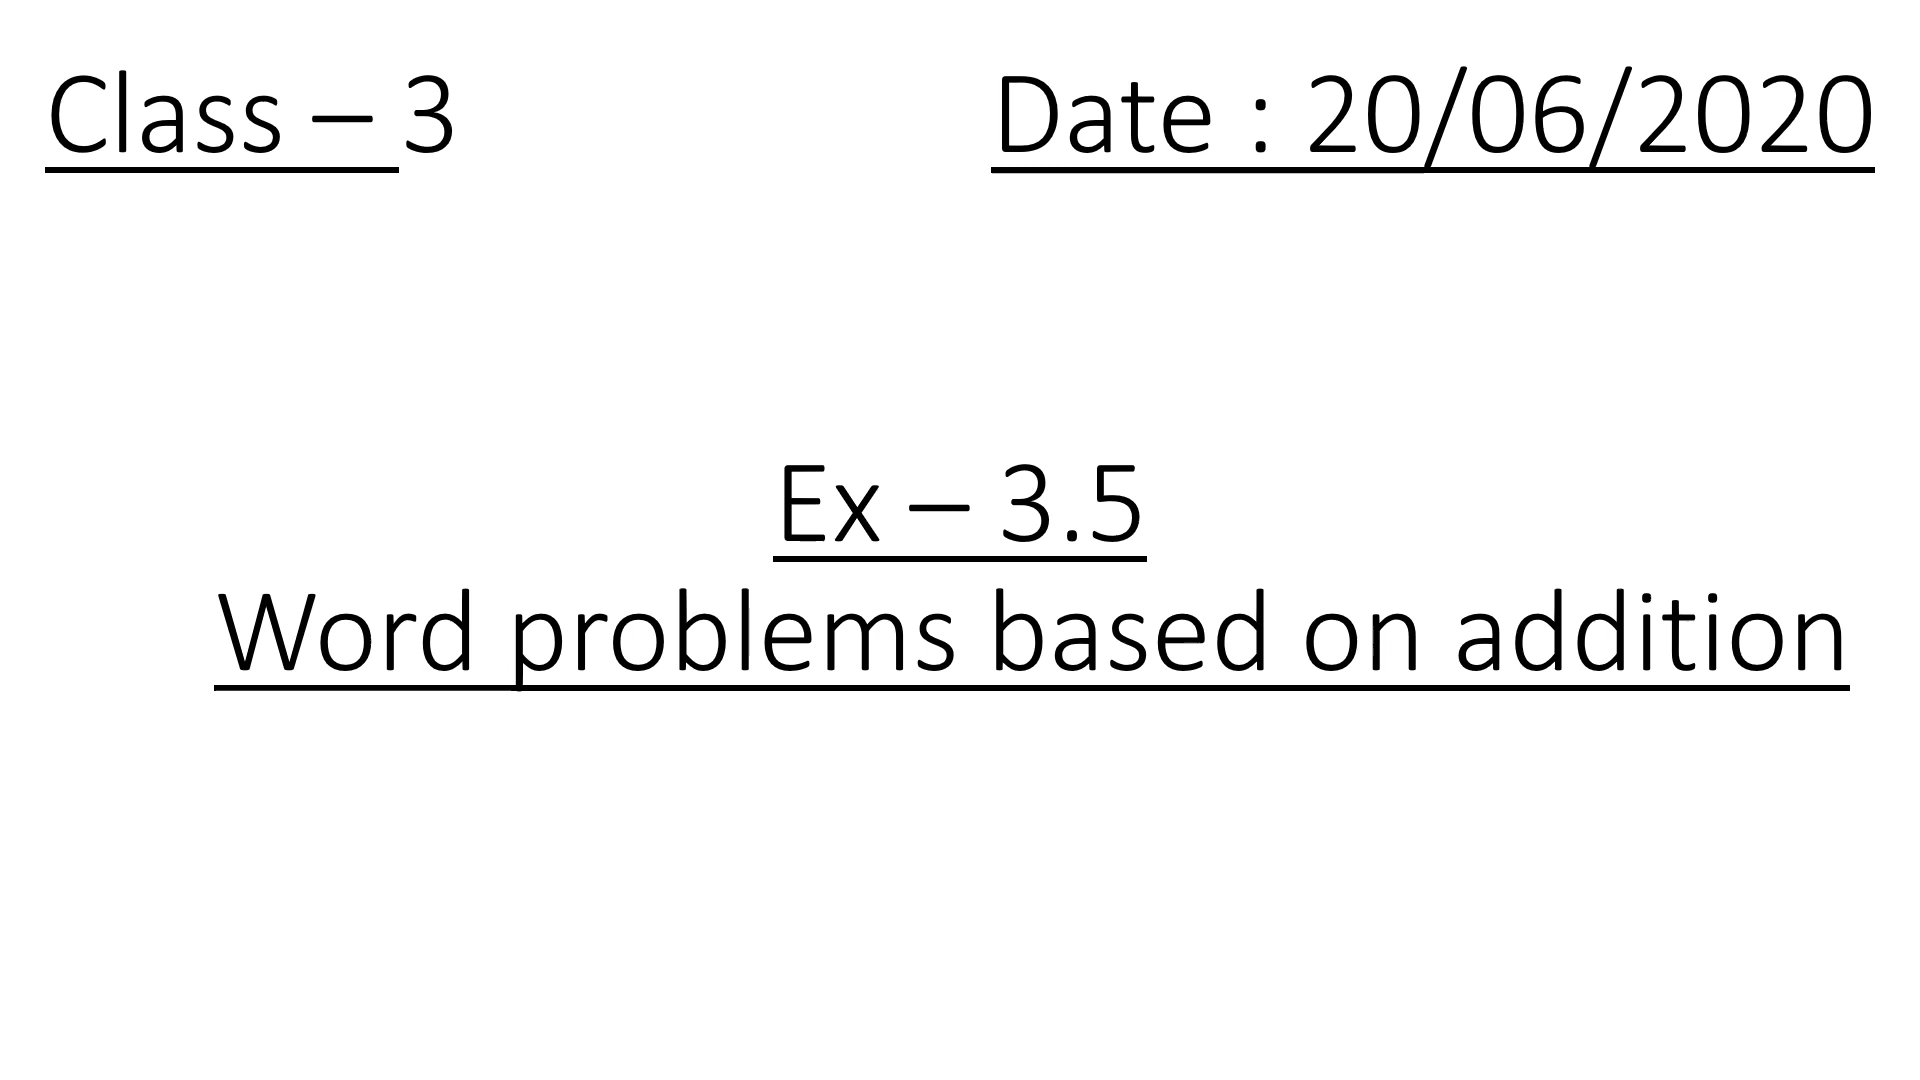 Class – 3 Date : 20/06/2020
Ex – 3.5
Word problems based on addition